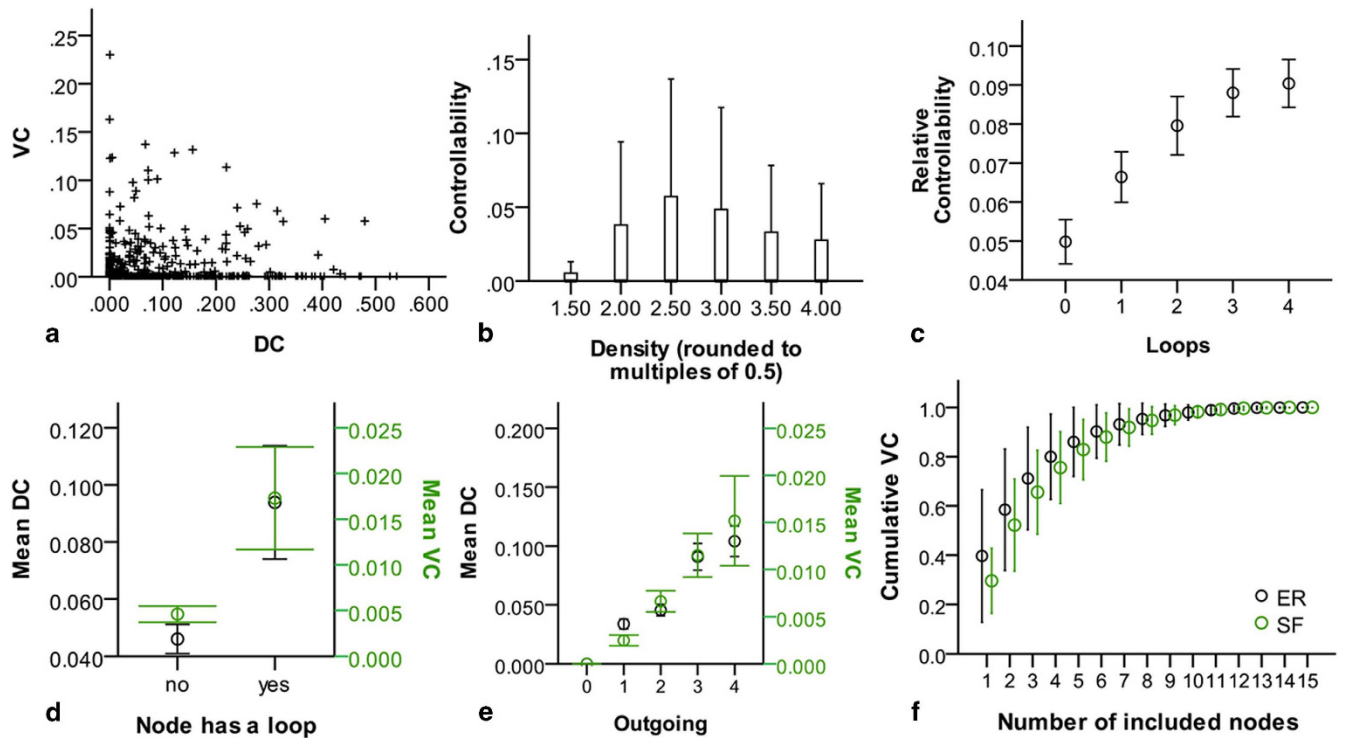 VC
.25
.20
.15
.10
.05
.00
.000 .100 .200 .300 .400 .500 .600
DC
a
Controllability
.15
.10
.05
.00
1.50 2.00 2.50 3.00 3.50 4.00
Density (rounded to
multiples of 0.5)
b
Relative
Controllability
0.10
0.09
0.08
0.07
0.06
0.05
0.04
0 1 2 3 4
Loops
c
Mean DC
0.120
0.100
0.080
0.060
0.040
0.025
0.020
0.015
0.010
0.005
0.000
Mean VC
no yes
Node has a loop
d
Mean DC
0.200
0.150
0.100
0.050
0.000
0.025
0.020
0.015
0.010
0.005
0.000
Mean VC
0 1 2 3 4
Outgoing
e
Cumulative VC
1.0
0.8
0.6
0.4
0.2
0.0
ER
SF
1 2 3 4 5 6 7 8 9 10 11 12 13 14 15
Number of included nodes
f